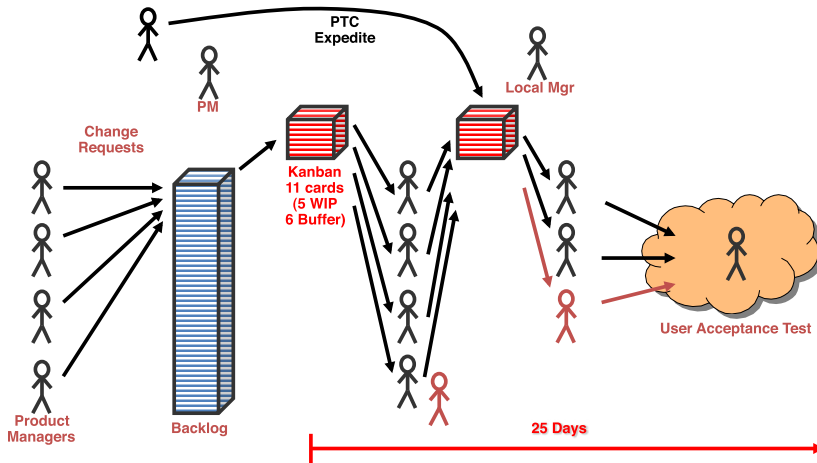 PTC
Expedite
PM
Local Mgr
Change
Requests
Kanban
11 cards
(5 WIP
6 Buffer)
User Acceptance Test
Product
Managers
Backlog
25 Days